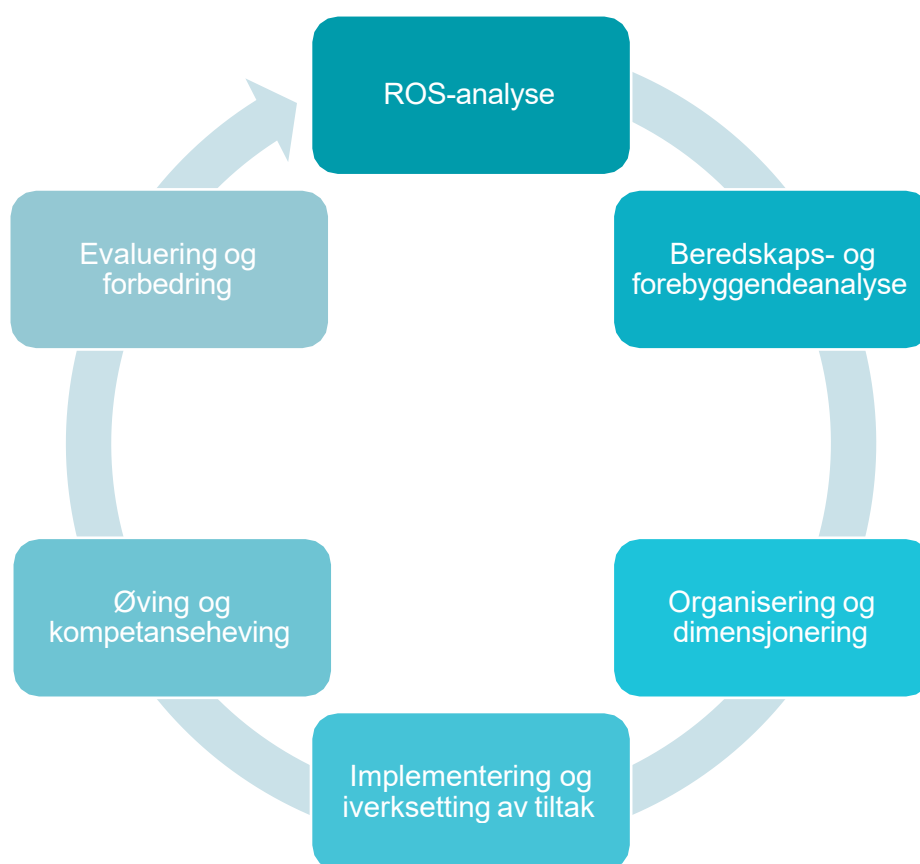 ROS-analyse
Beredskaps- og
forebyggendeanalyse
Organisering og
dimensjonering
Implementering og
iverksetting av tiltak
Øving og
kompetanseheving
Evaluering og
forbedring